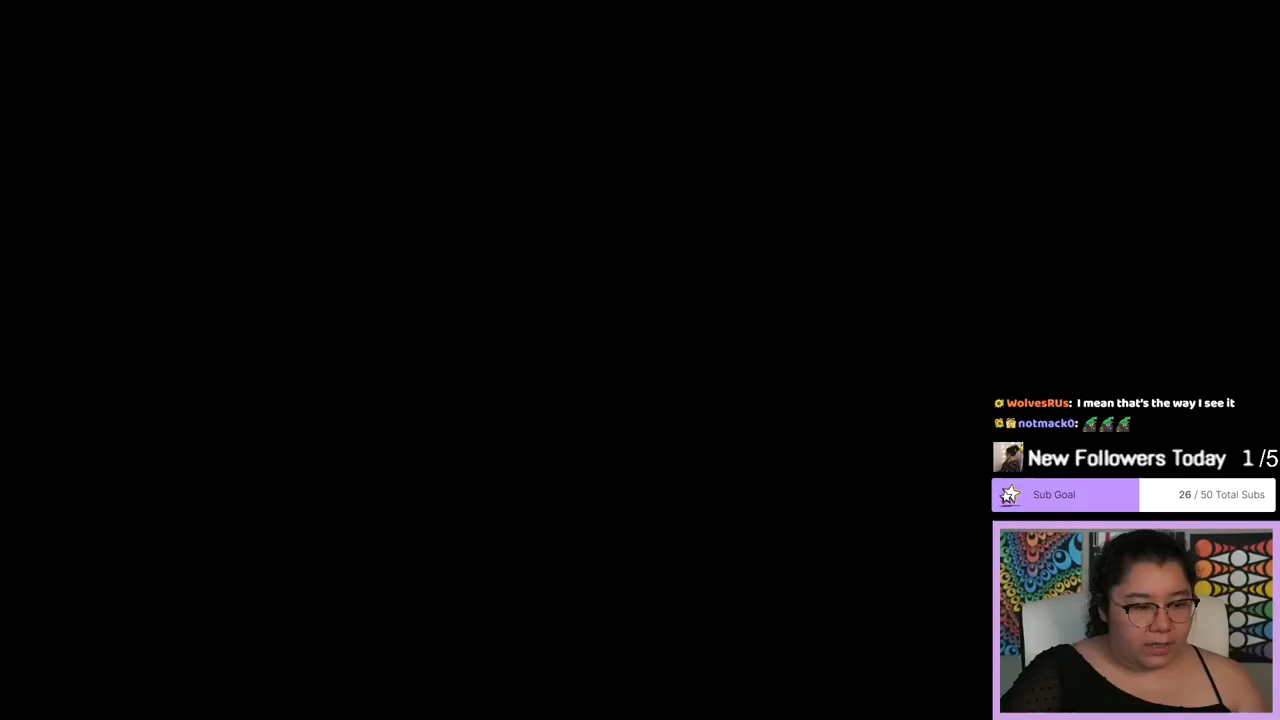 WolvesRUs: I mean that's the way I see it
notmack0:
New Followers Today 1 /5
Sub Goal 26 / 50 Total Subs